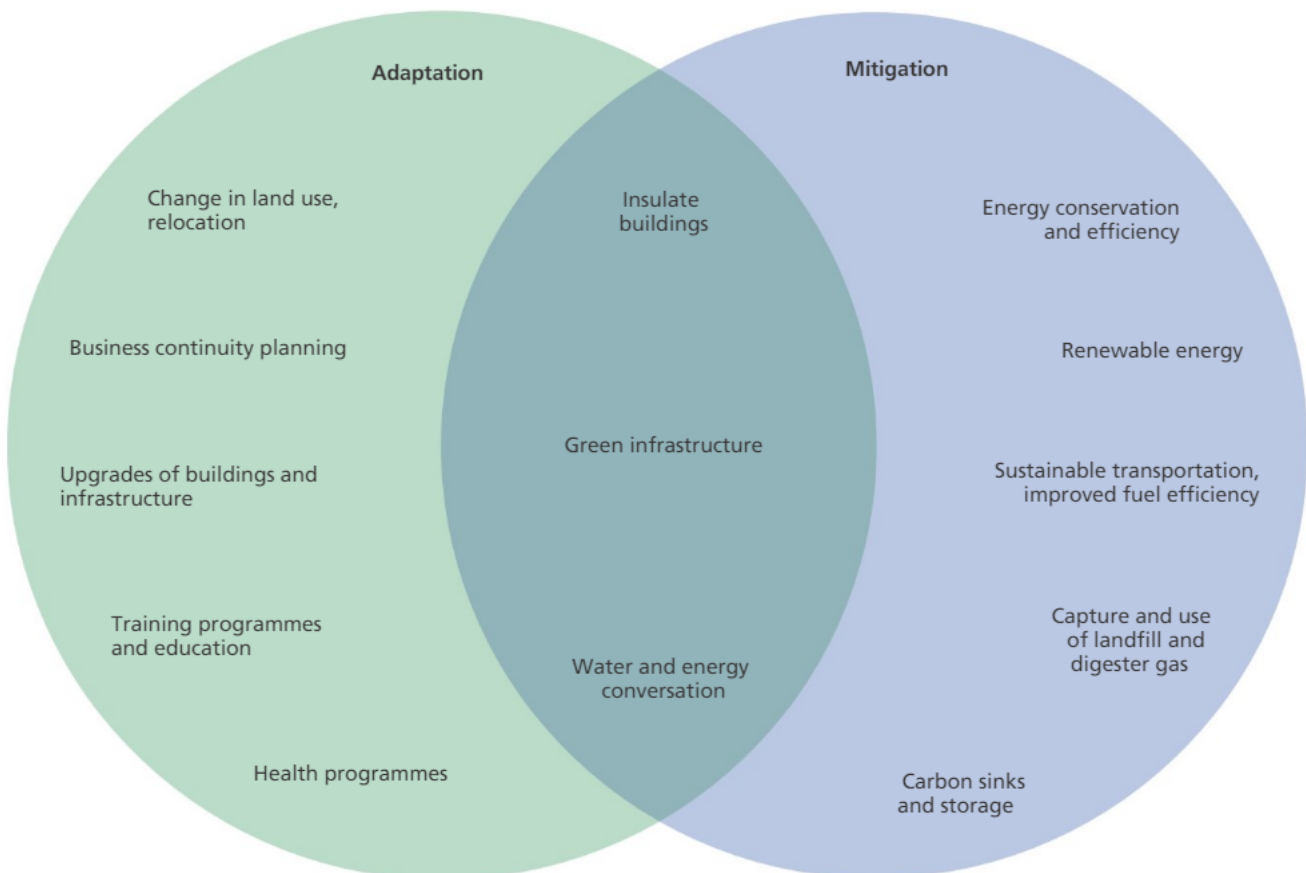 Adaptation
Change in land use,
relocation
Business continuity planning
Upgrades of buildings and
infrastructure
Training programmes
and education
Health programmes
Insulate
buildings
Green infrastructure
Water and energy
conversation
Mitigation
Energy conservation
and efficiency
Renewable energy
Sustainable transportation,
improved fuel efficiency
Capture and use
of landfill and
digester gas
Carbon sinks
and storage